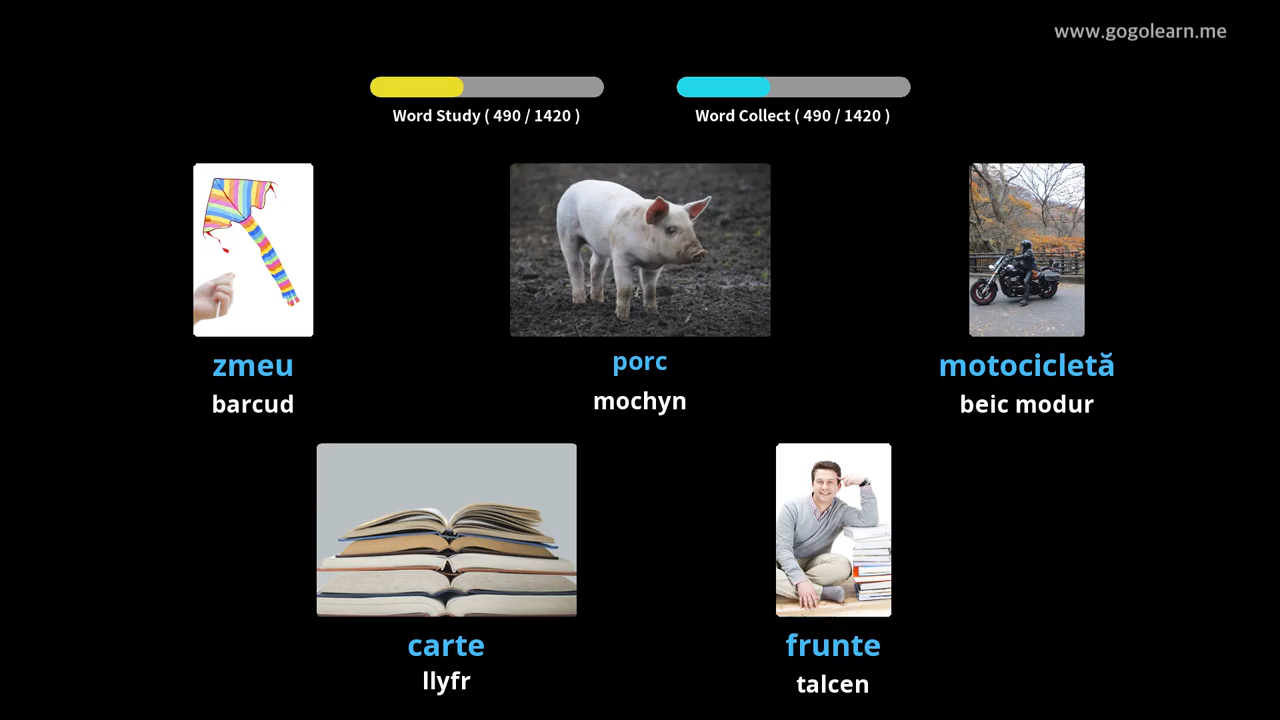 www.gogolearn.me
Word Study ( 490 / 1420 )
Word Collect ( 490 / 1420 )
zmeu
barcud
porc
mochyn
motocicletă
beic modur
carte
llyfr
frunte
talcen